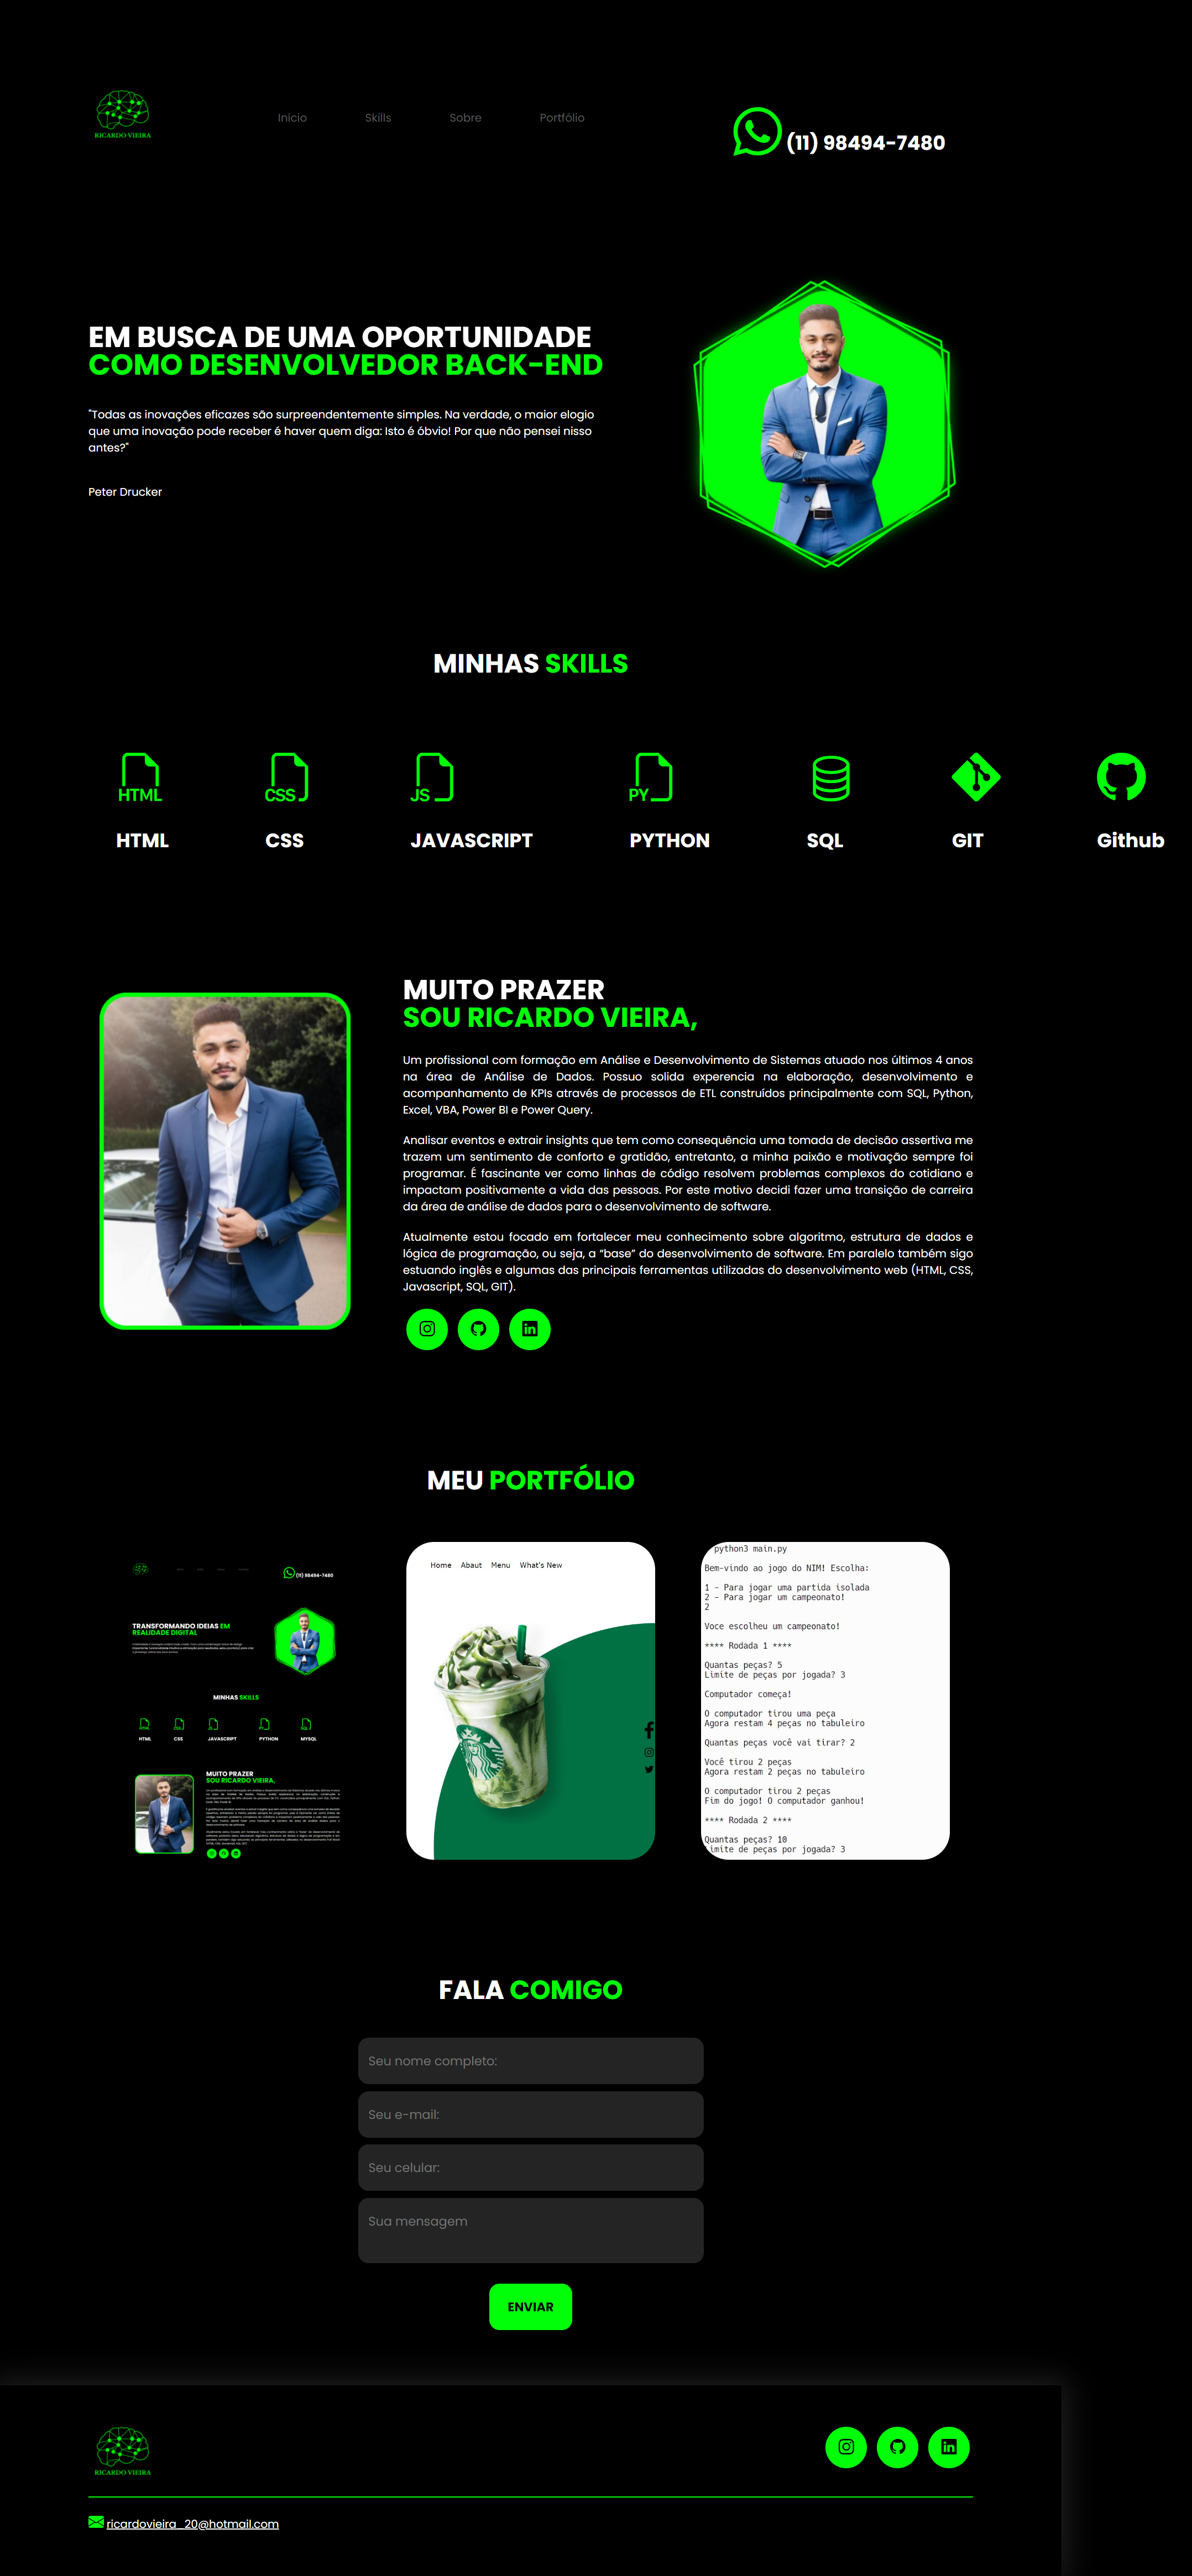 RICARDO VIEIRA
Início
Skills
Sobre
Portfólio
(11) 98494-7480
EM BUSCA DE UMA OPORTUNIDADE
COMO DESENVOLVEDOR BACK-END
"Todas as inovações eficazes são surpreendentemente simples. Na verdade, o maior elogio
que uma inovação pode receber é haver quem diga: Isto é óbvio! Por que não pensei nisso
antes?"
Peter Drucker
MINHAS SKILLS
HTML
CSS
JS
PY
HTML
CSS
JAVASCRIPT
PYTHON
SQL
GIT
Github
MUITO PRAZER
SOU RICARDO VIEIRA,
Um profissional com formação em Análise e Desenvolvimento de Sistemas atuado nos últimos 4 anos
na área de Análise de Dados. Possuo solida experencia na elaboração, desenvolvimento e
acompanhamento de KPIs através de processos de ETL construídos principalmente com SQL, Python,
Excel, VBA, Power BI e Power Query.
Analisar eventos e extrair insights que tem como consequência uma tomada de decisão assertiva me
trazem um sentimento de conforto e gratidão, entretanto, a minha paixão e motivação sempre foi
programar. É fascinante ver como linhas de código resolvem problemas complexos do cotidiano e
impactam positivamente a vida das pessoas. Por este motivo decidi fazer uma transição de carreira
da área de análise de dados para o desenvolvimento de software.
Atualmente estou focado em fortalecer meu conhecimento sobre algoritmo, estrutura de dados e
lógica de programação, ou seja, a “base” do desenvolvimento de software. Em paralelo também sigo
estuando inglês e algumas das principais ferramentas utilizadas do desenvolvimento web (HTML, CSS,
Javascript, SQL, GIT).
MEU PORTFÓLIO
(11) 98494-7480
TRANSFORMANDO IDEIAS EM
REALIDADE DIGITAL
MINHAS SKILLS
HTML
CSS
JAVASCRIPT
PYTHON
MYSQL
MUITO PRAZER
SOU RICARDO VIEIRA,
Home
Abaut
Menu
What's New
python3 main.py
Bem-vindo ao jogo do NIM! Escolha:
1 - Para jogar uma partida isolada
2 - Para jogar um campeonato!
2
Voce escolheu um campeonato!
**** Rodada 1 ****
Quantas peças? 5
Limite de peças por jogada? 3
Computador começa!
O computador tirou uma peça
Agora restam 4 peças no tabuleiro
Quantas peças você vai tirar? 2
Você tirou 2 peças
Agora restam 2 peças no tabuleiro
O computador tirou 2 peças
Fim do jogo! O computador ganhou!
**** Rodada 2 ****
Quantas peças? 10
Limite de peças por jogada? 3
FALA COMIGO
Seu nome completo:
Seu e-mail:
Seu celular:
Sua mensagem
ENVIAR
RICARDO VIEIRA
ricardovieira_20@hotmail.com